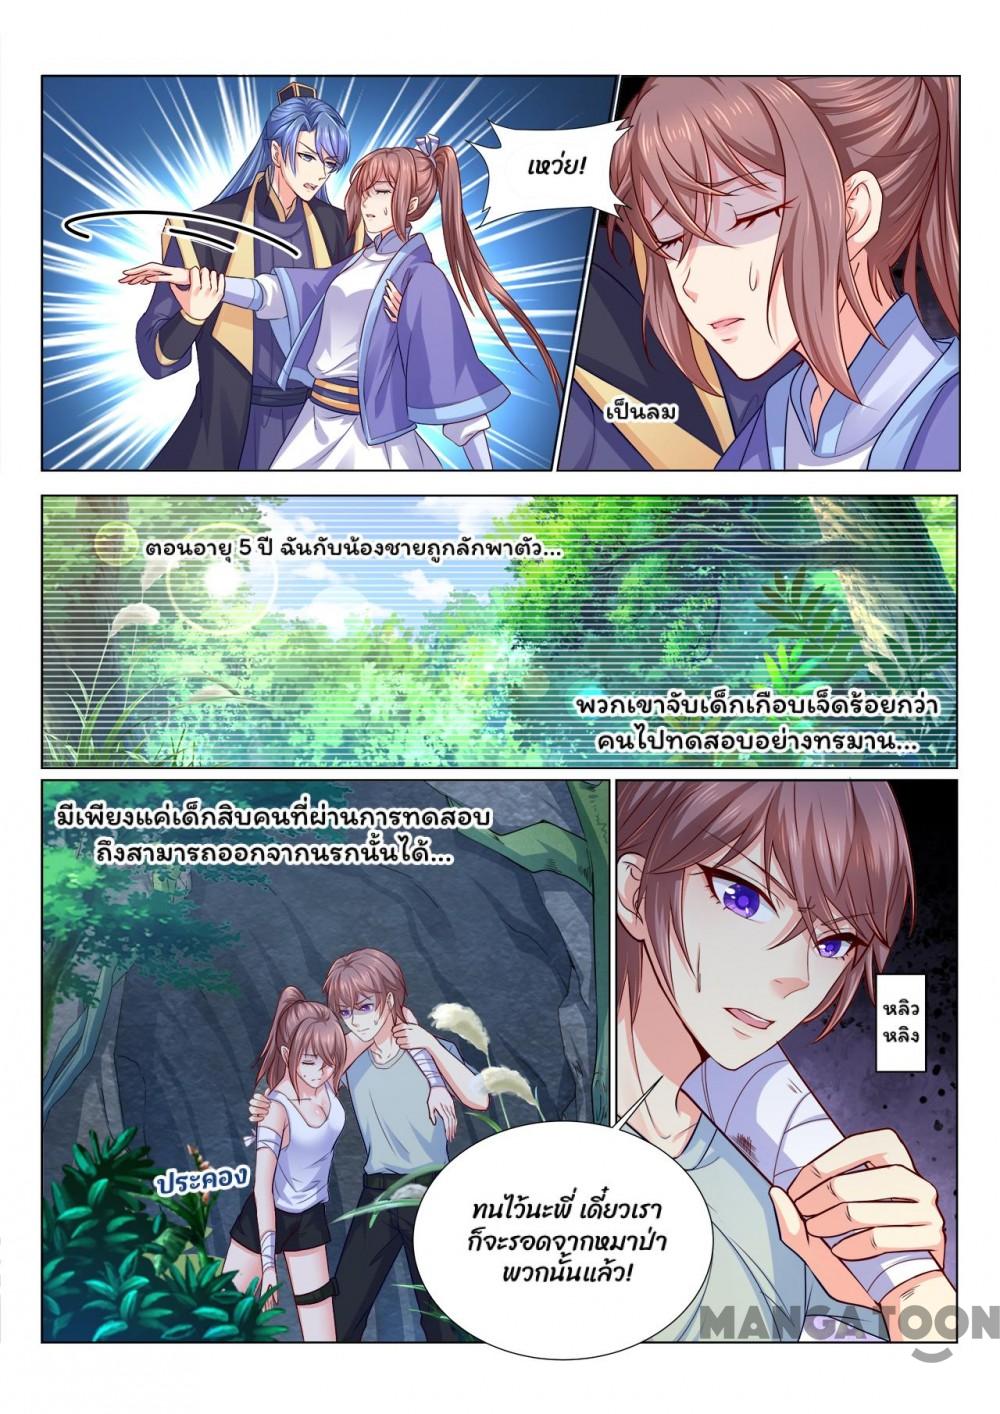 เหว่ย!
เป็นลม
ตอนอายุ 5 ปี ฉันกับน้องชายถูกลักพาตัว...
พวกเขาจับเด็กเกือบเจ็ดร้อยกว่า
คนไปทดสอบอย่างทรมาน...
มีเพียงแค่เด็กสิบคนที่ผ่านการทดสอบ
ถึงสามารถออกจากนรกนั้นได้...
หลิว
หลิง
ประคอง
ทนไว้นะพี่ เดี๋ยวเรา
ก็จะรอดจากหมาป่า
พวกนั้นแล้ว!
MANGATOON